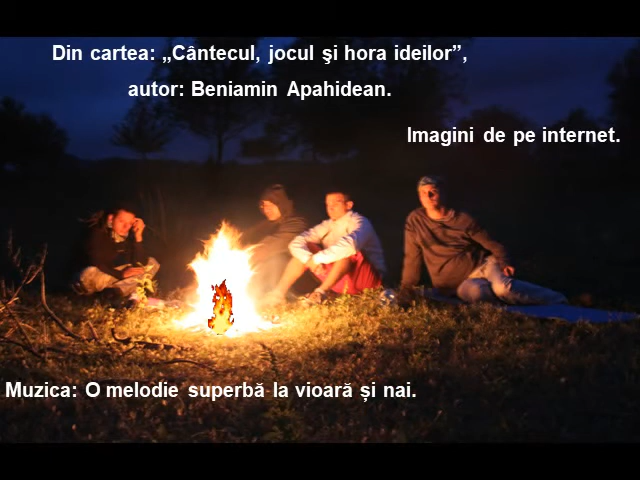 Din cartea: „Cântecul, jocul şi hora ideilor”,
autor: Beniamin Apahidean.
Imagini de pe internet.
Muzica: O melodie superbă la vioară și nai.